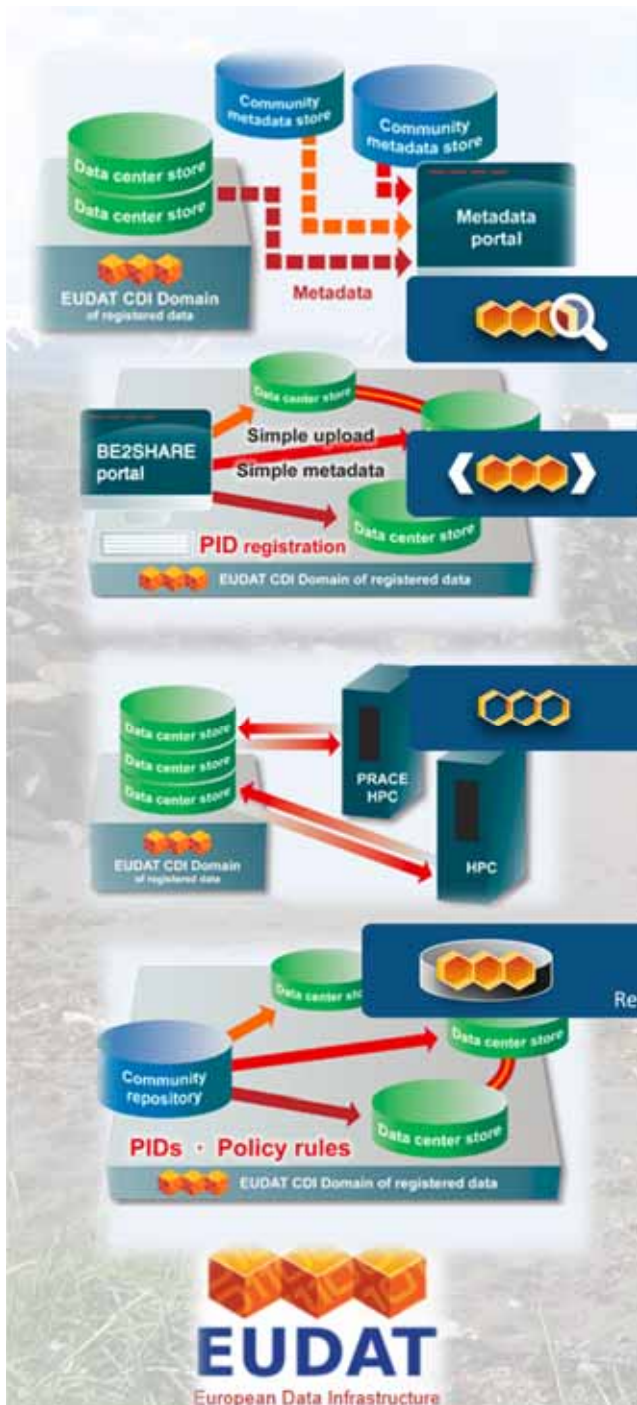 Community
metadata store
Community
metadata store
Data center store
Data center store
Metadata
portal
EUDAT CDI Domain
of registered data
Metadata
Data center store
BE2SHARE
portal
Simple upload
Simple metadata
Data center store
PID registration
EUDAT CDI Domain of registered data
Data center store
Data center store
Data center store
PRACE
HPC
EUDAT CDI Domain
of registered data
HPC
Data center sto
Re
Data center store
Community
repository
Data center store
PIDs · Policy rules
EUDAT CDI Domain of registered data
EUDAT
European Data Infrastructure